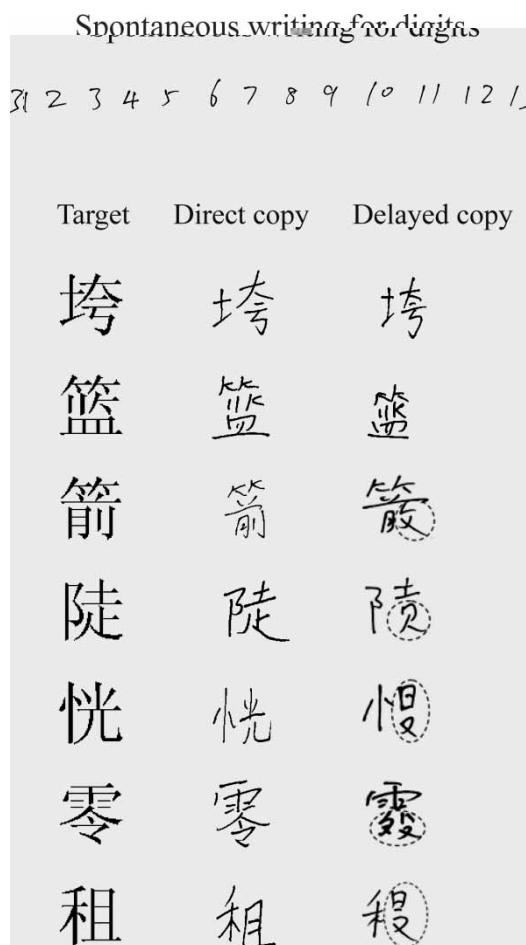 Spontaneous writing for digits
31 2 3 4 5 6 7 8 9 10 11 12
Target Direct copy Delayed copy
垮 垮 垮
篮 篮 篮
箭 箭
陡 陡
恍 恍
零 零
租 租